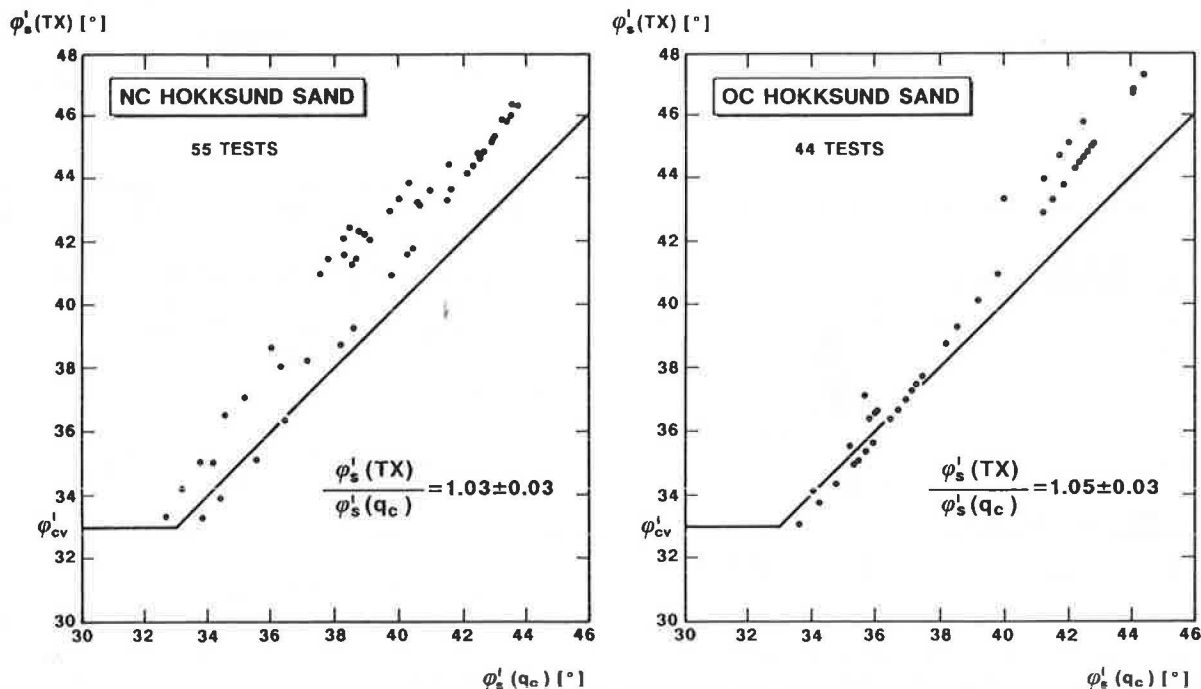 φ's(TX) [°]
48
46
44
42
40
38
36
34
φ'cv
32
30
30 32 34 36 38 40 42 44 46
φ's(qc) [°]
NC HOKKSUND SAND
55 TESTS
φ's(TX)
φ's(qc)
=1.03±0.03
φ's(TX) [°]
48
46
44
42
40
38
36
34
φ'cv
32
30
30 32 34 36 38 40 42 44 46
φ's(qc) [°]
OC HOKKSUND SAND
44 TESTS
φ's(TX)
φ's(qc)
=1.05±0.03